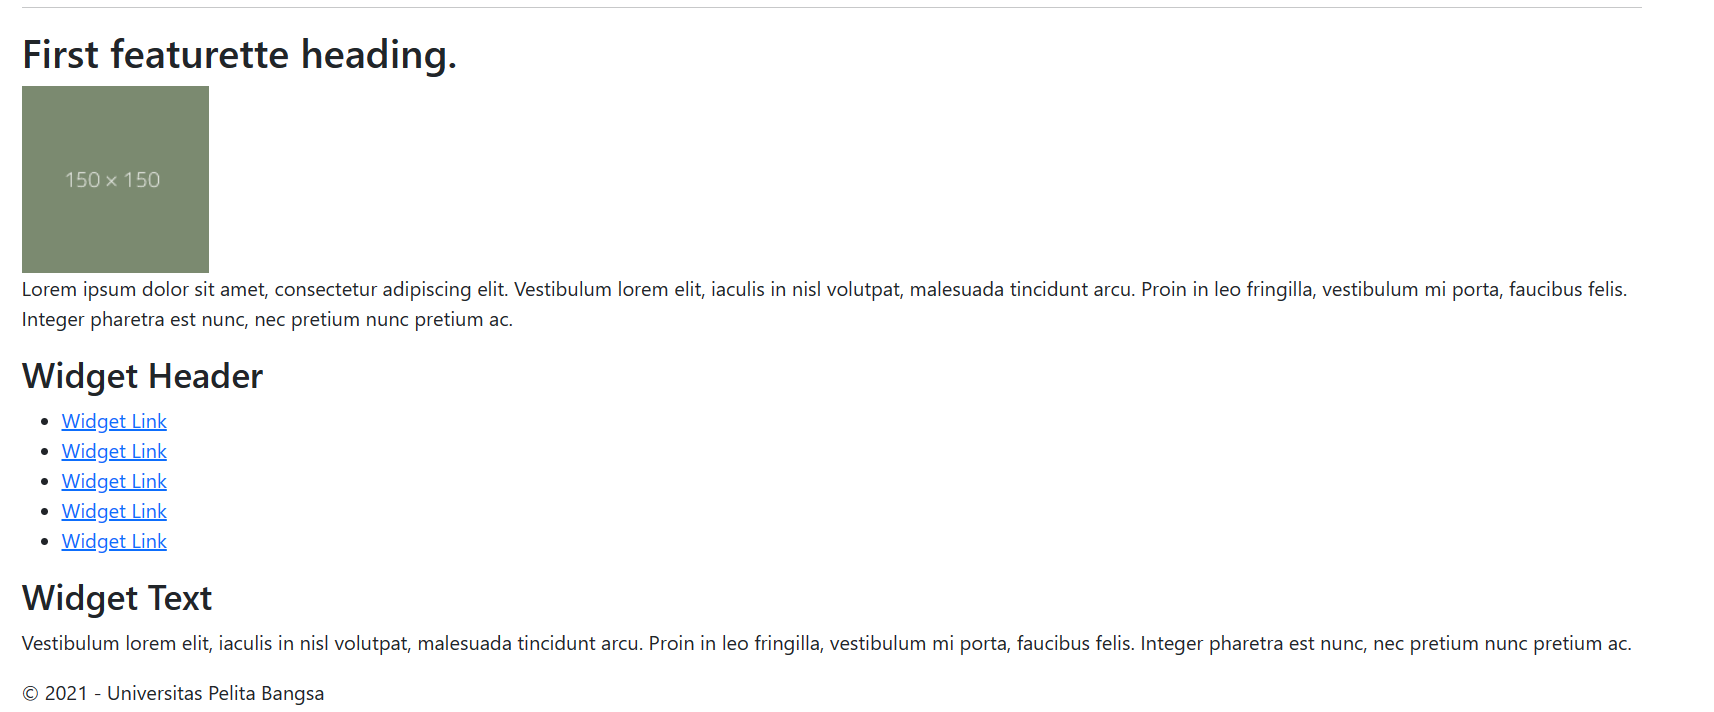 First featurette heading.
150 × 150
Lorem ipsum dolor sit amet, consectetur adipiscing elit. Vestibulum lorem elit, iaculis in nisl volutpat, malesuada tincidunt arcu. Proin in leo fringilla, vestibulum mi porta, faucibus felis.
Integer pharetra est nunc, nec pretium nunc pretium ac.
Widget Header
Widget Link
Widget Link
Widget Link
Widget Link
Widget Link
Widget Text
Vestibulum lorem elit, iaculis in nisl volutpat, malesuada tincidunt arcu. Proin in leo fringilla, vestibulum mi porta, faucibus felis. Integer pharetra est nunc, nec pretium nunc pretium ac.
© 2021 - Universitas Pelita Bangsa